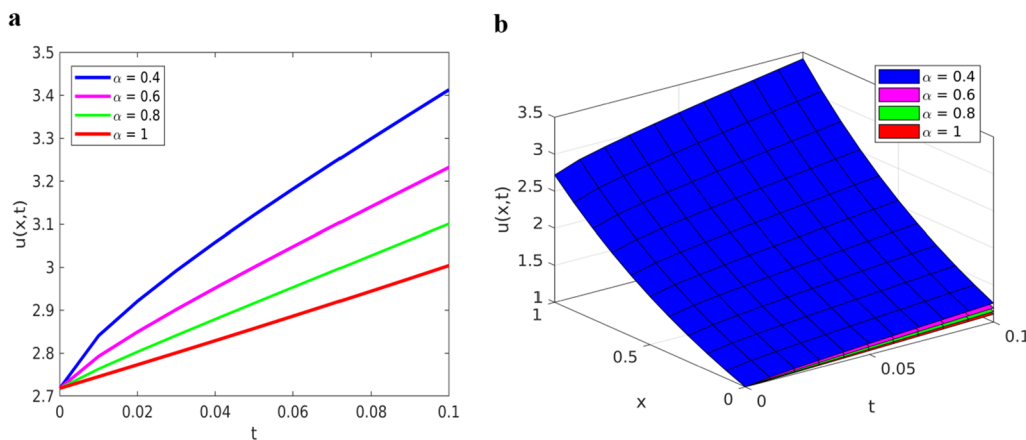 a
3.5
3.4
3.3
3.2
3.1
3
2.9
2.8
2.7
u(x,t)
0
0.02
0.04
0.06
0.08
0.1
t
α = 0.4
α = 0.6
α = 0.8
α = 1
b
3.5
3
2.5
2
1.5
1
u(x,t)
1
0.5
0
x
0
0.05
0.1
t
α = 0.4
α = 0.6
α = 0.8
α = 1